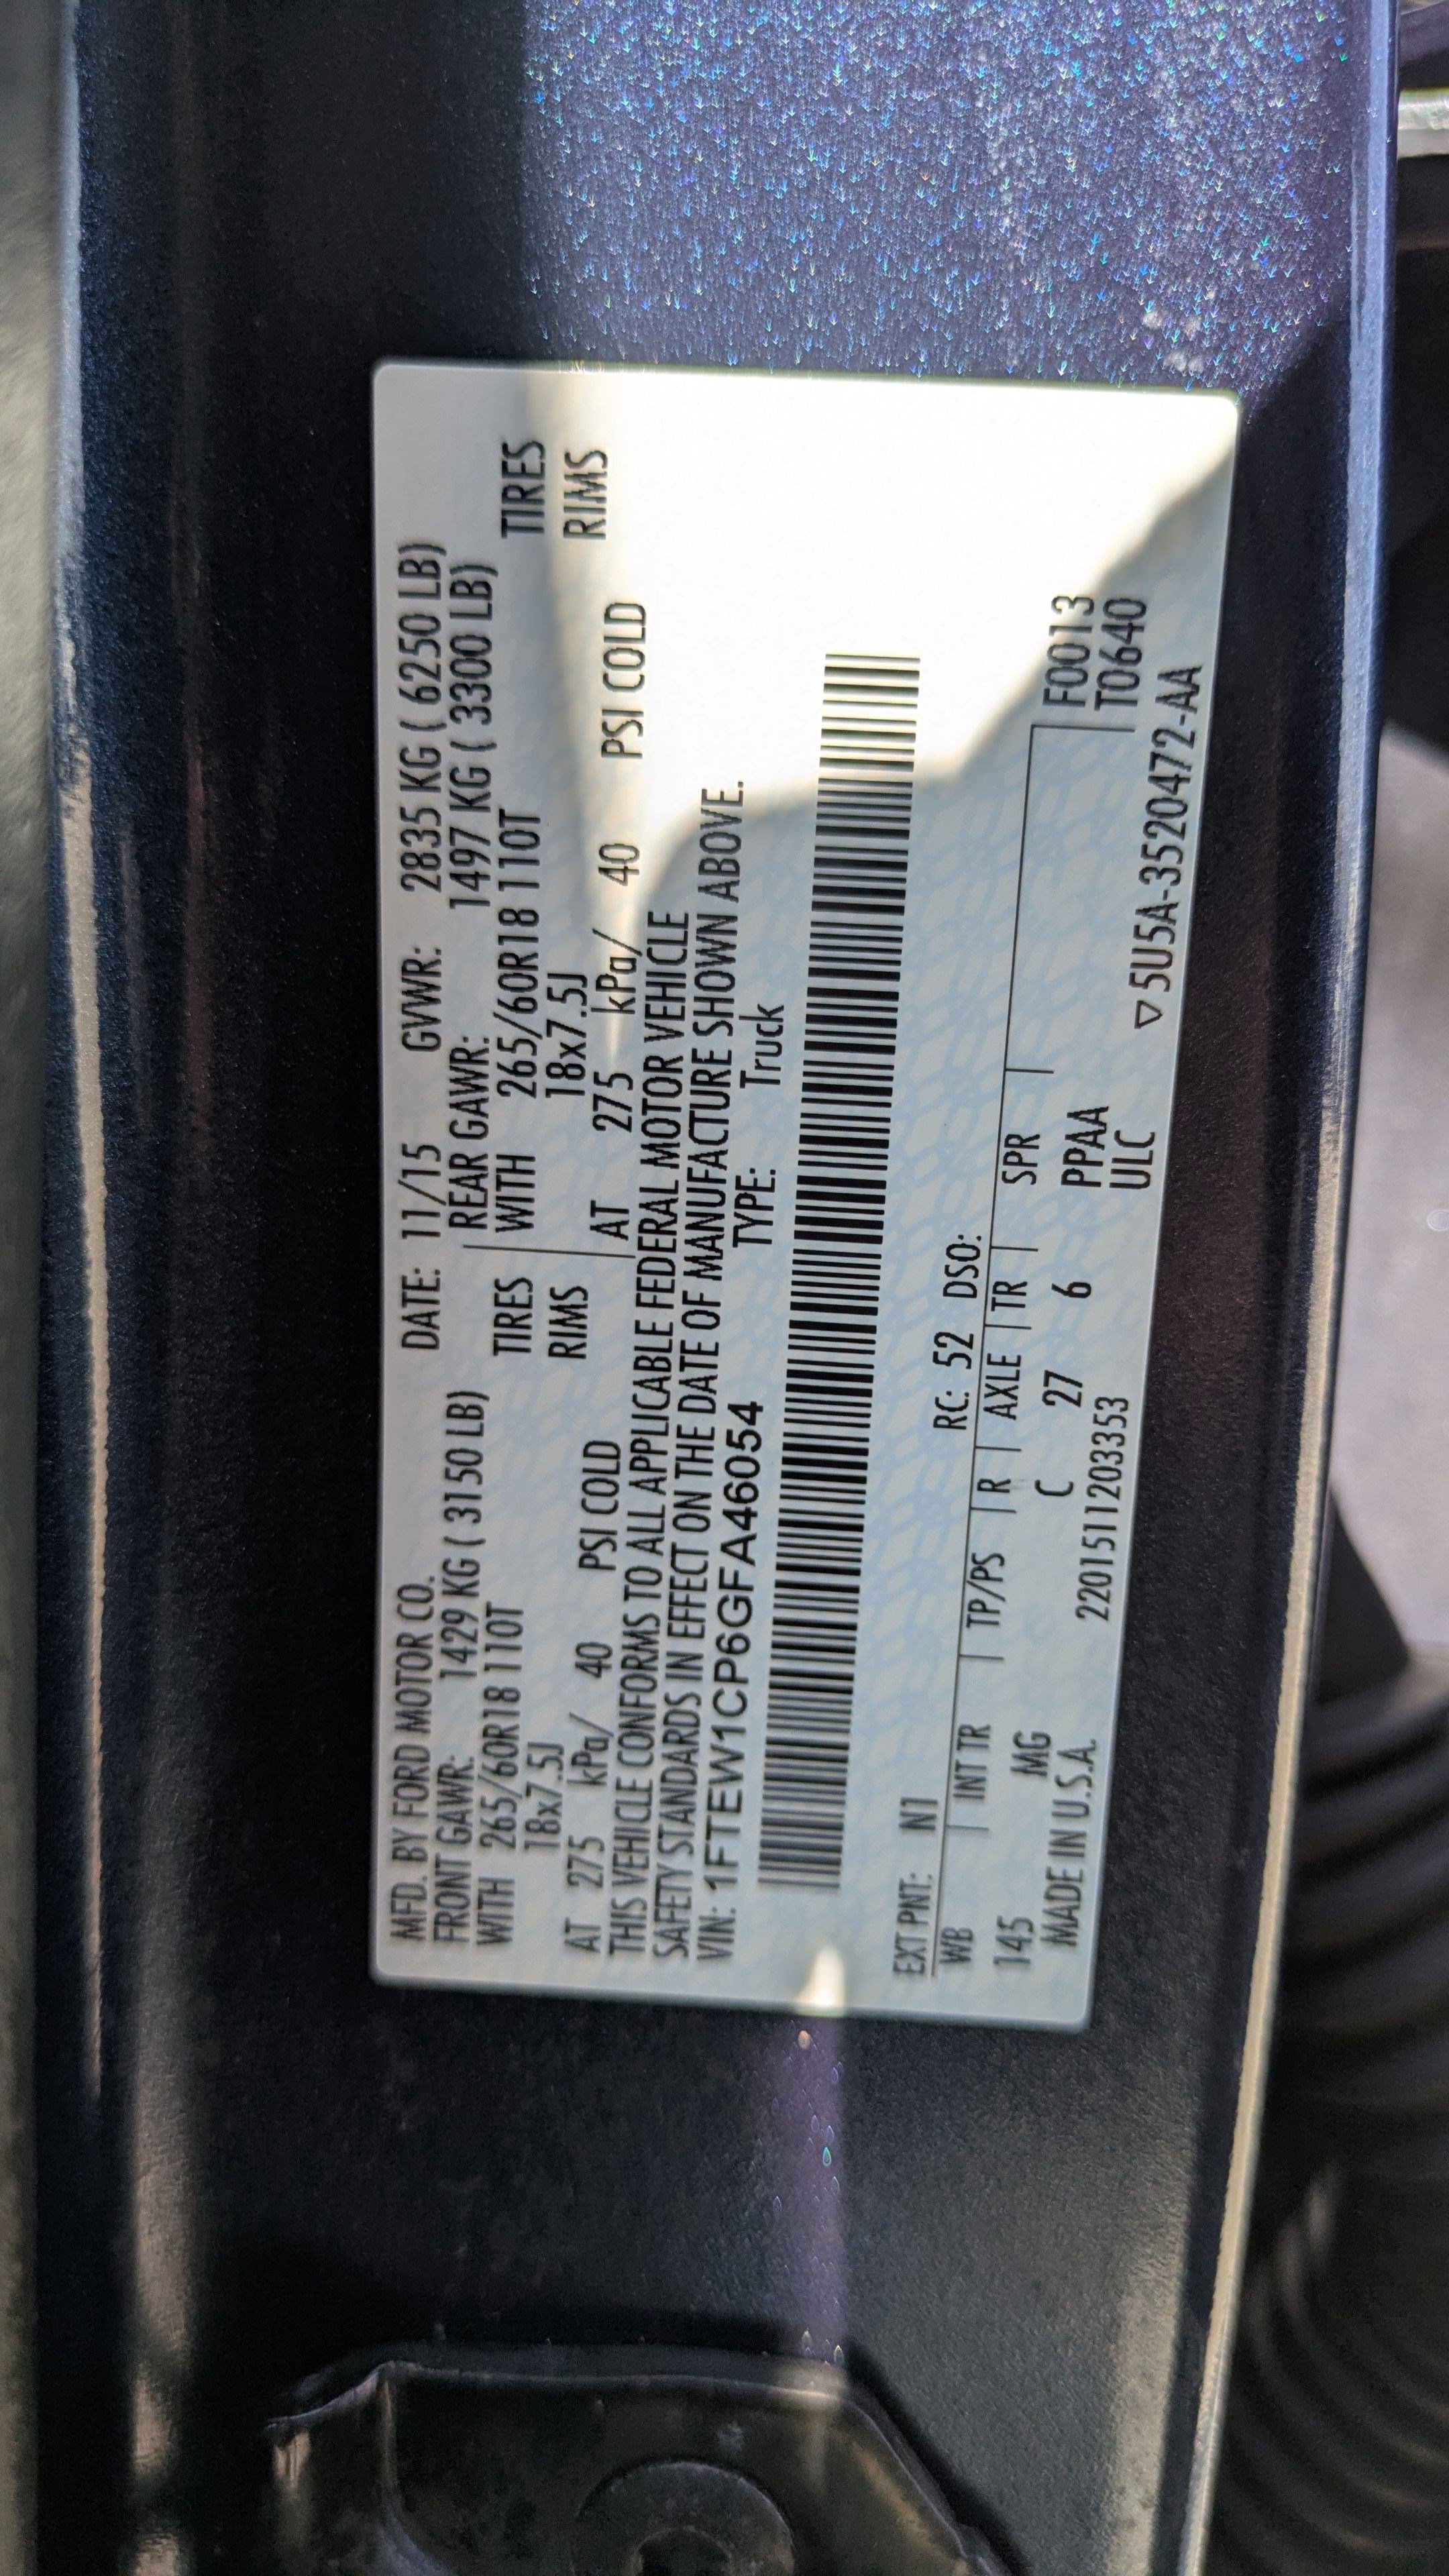 MFD. BY FORD MOTOR CO. DATE: 11/15 GVWR: 2835 KG ( 6250 LB)
FRONT GAWR: 1429 KG ( 3150 LB) REAR GAWR: 1497 KG ( 3300 LB)
WITH 265/60R18 110T TIRES WITH 265/60R18 110T TIRES
18x7.5J RIMS 18x7.5J RIMS
AT 275 kPa/ 40 PSI COLD AT 275 kPa/ 40 PSI COLD
THIS VEHICLE CONFORMS TO ALL APPLICABLE FEDERAL MOTOR VEHICLE
SAFETY STANDARDS IN EFFECT ON THE DATE OF MANUFACTURE SHOWN ABOVE.
VIN: 1FTEW1CP6GFA46054 TYPE: Truck
EXT PNT: N1 RC: 52 DSO:
WB INT TR TP/PS R AXLE TR SPR F0013
145 MG C 27 6 PPAA T0640
MADE IN U.S.A. 2201511203353 ULC ▽5U5A-3520472-AA